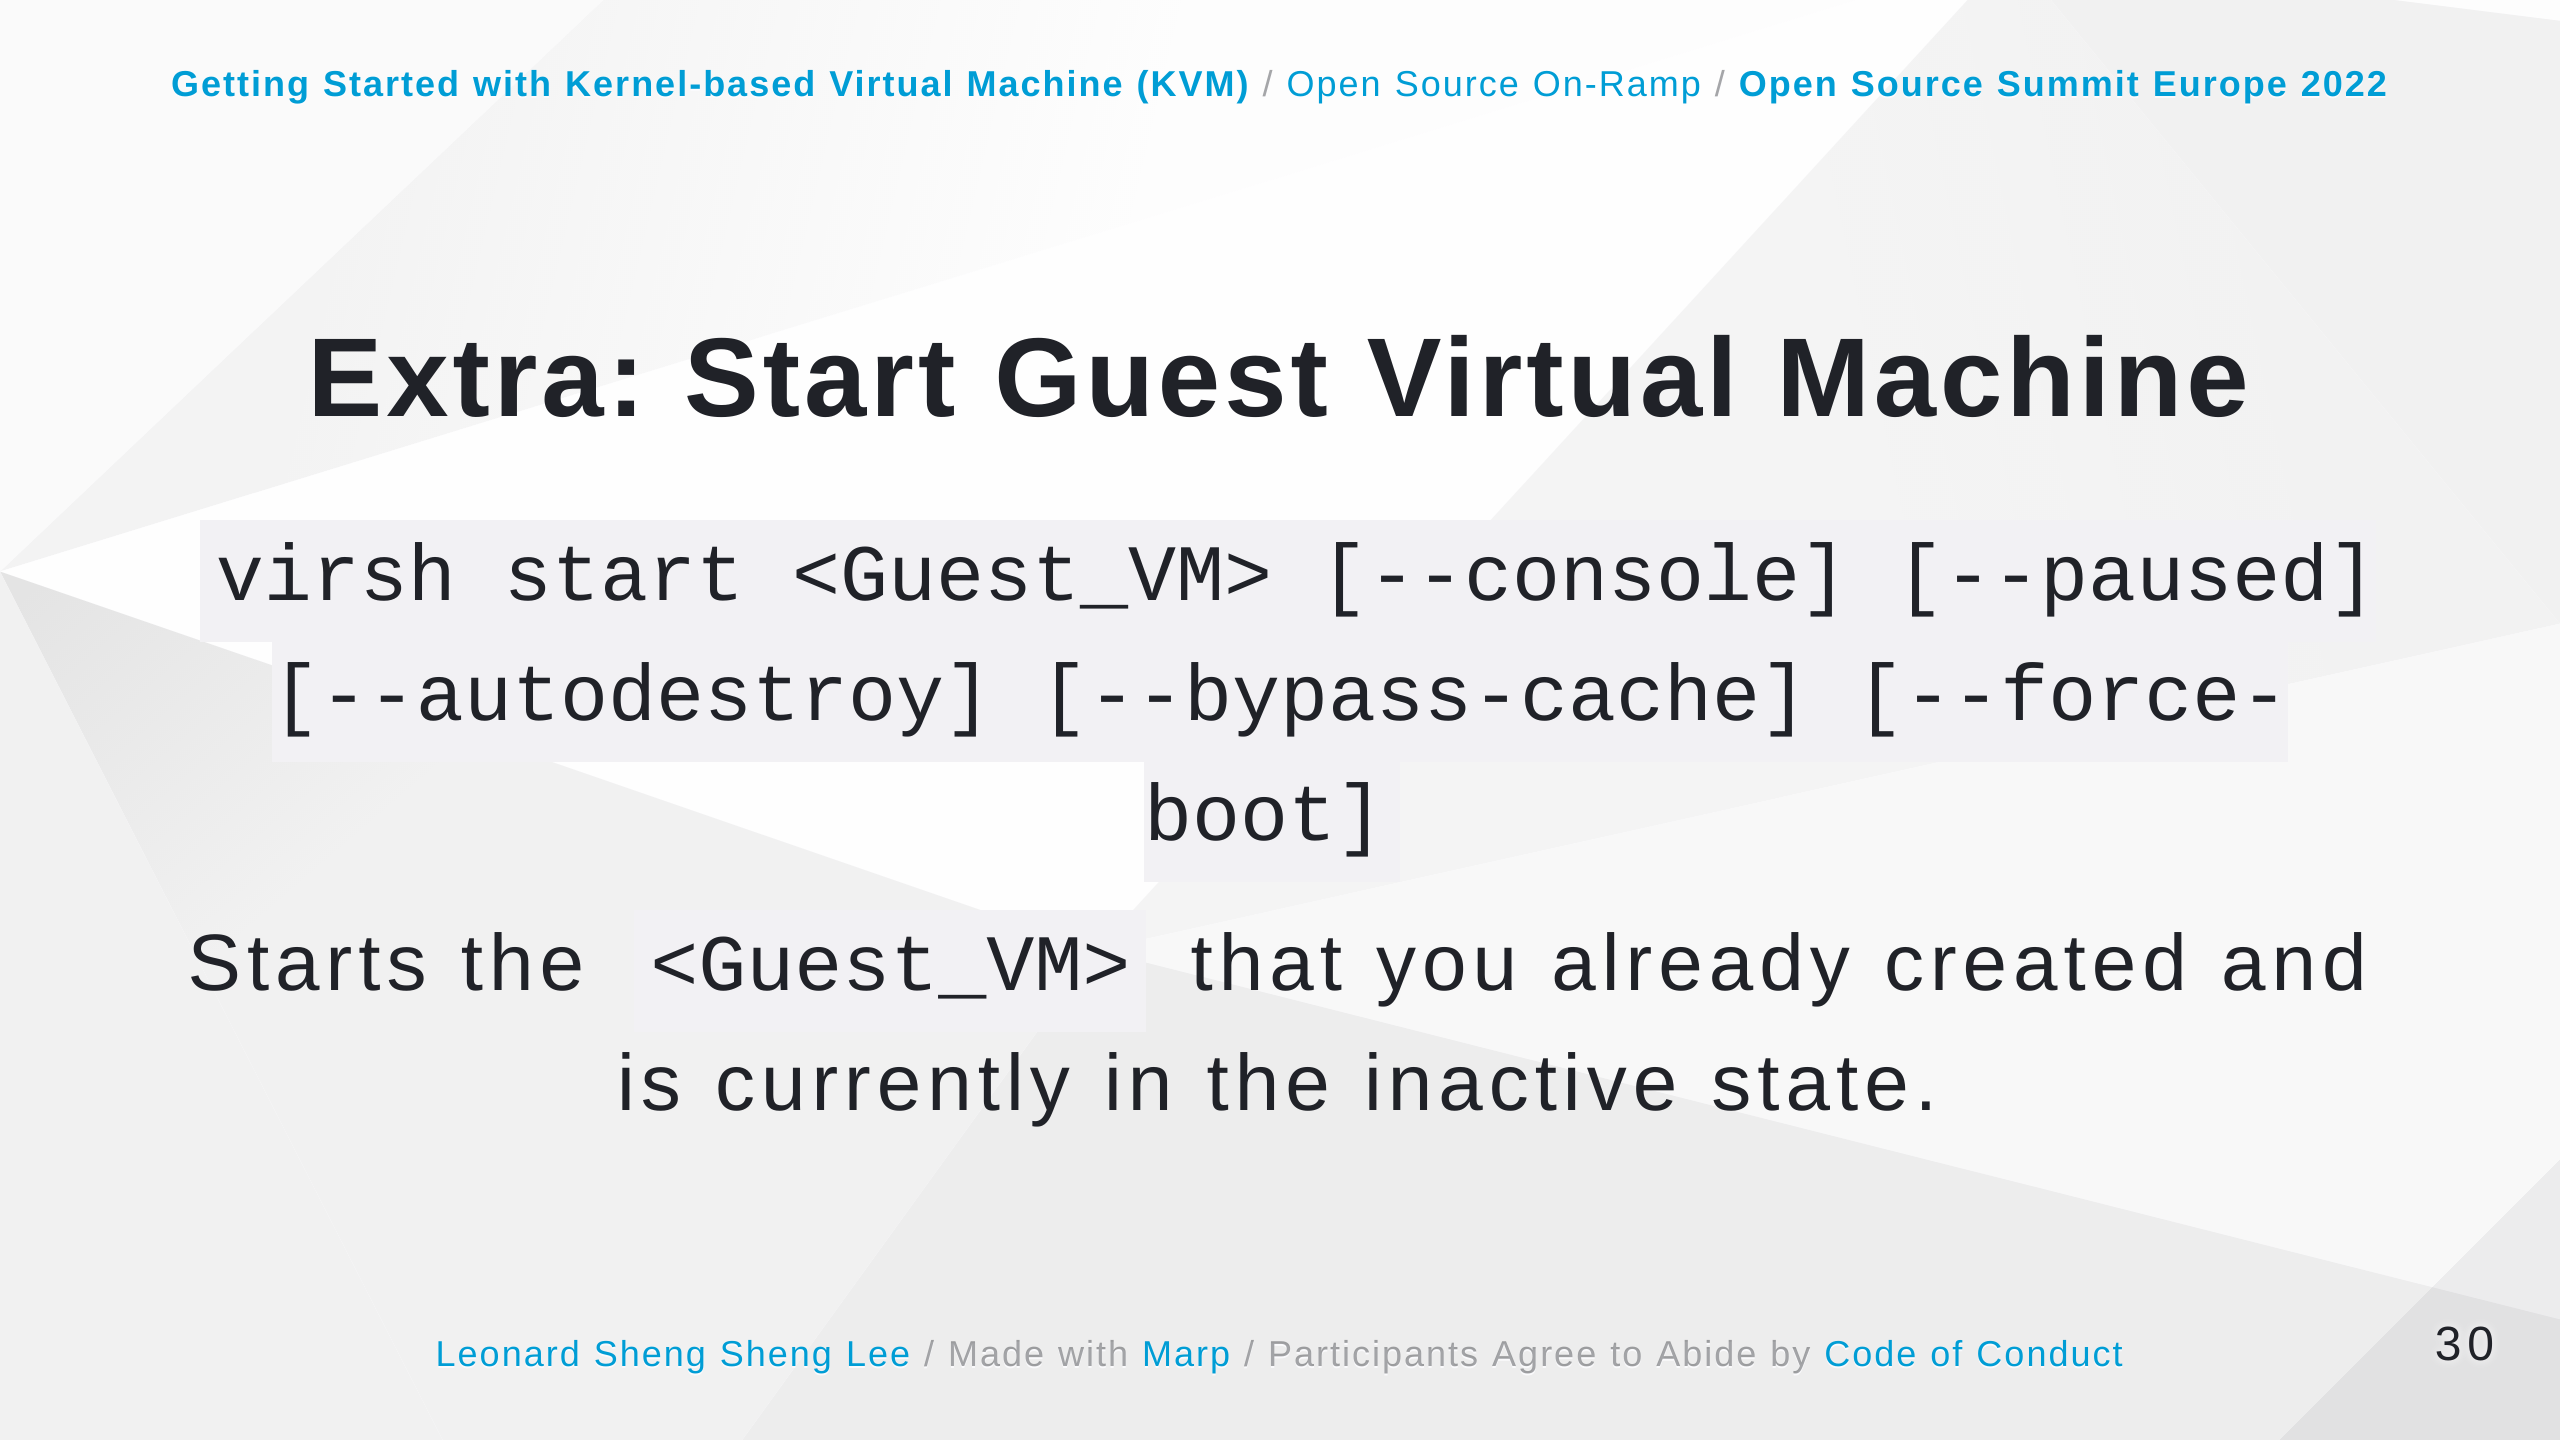 Getting Started with Kernel-based Virtual Machine (KVM) / Open Source On-Ramp / Open Source Summit Europe 2022
Extra: Start Guest Virtual Machine
virsh start <Guest_VM> [--console] [--paused]
[--autodestroy] [--bypass-cache] [--force-
boot]
Starts the <Guest_VM> that you already created and
is currently in the inactive state.
Leonard Sheng Sheng Lee / Made with Marp / Participants Agree to Abide by Code of Conduct
30